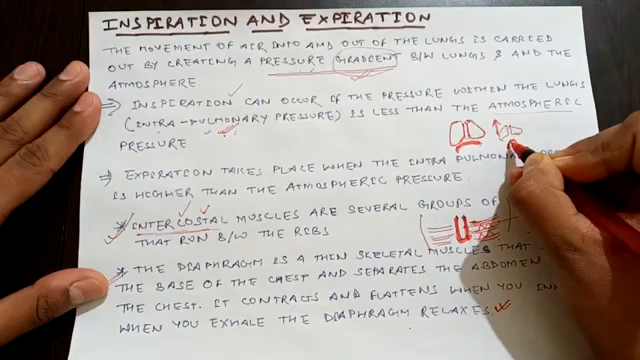 INSPIRATION AND EXPIRATION
THE MOVEMENT OF AIR INTO AND OUT OF THE LUNGS IS CARRIED
OUT BY CREATING A PRESSURE GRADIENT B/W LUNGS & AND THE
ATMOSPHERE
⇒ INSPIRATION CAN OCCUR IF THE PRESSURE WITHIN THE LUNGS
(INTRA-PULMONARY PRESSURE) IS LESS THAN THE ATMOSPHERIC
PRESSURE
⇒ EXPIRATION TAKES PLACE WHEN THE INTRA PULMONARY
IS HIGHER THAN THE ATMOSPHERIC PRESSURE.
* INTERCOSTAL MUSCLES ARE SEVERAL GROUPS OF
THAT RUN B/W THE RIBS
* THE DIAPHRAGM IS A THIN SKELETAL MUSCLES THAT
THE BASE OF THE CHEST AND SEPARATES THE ABDOMEN
THE CHEST. IT CONTRACTS AND FLATTENS WHEN YOU
WHEN YOU EXHALE THE DIAPHRAGM RELAXES.